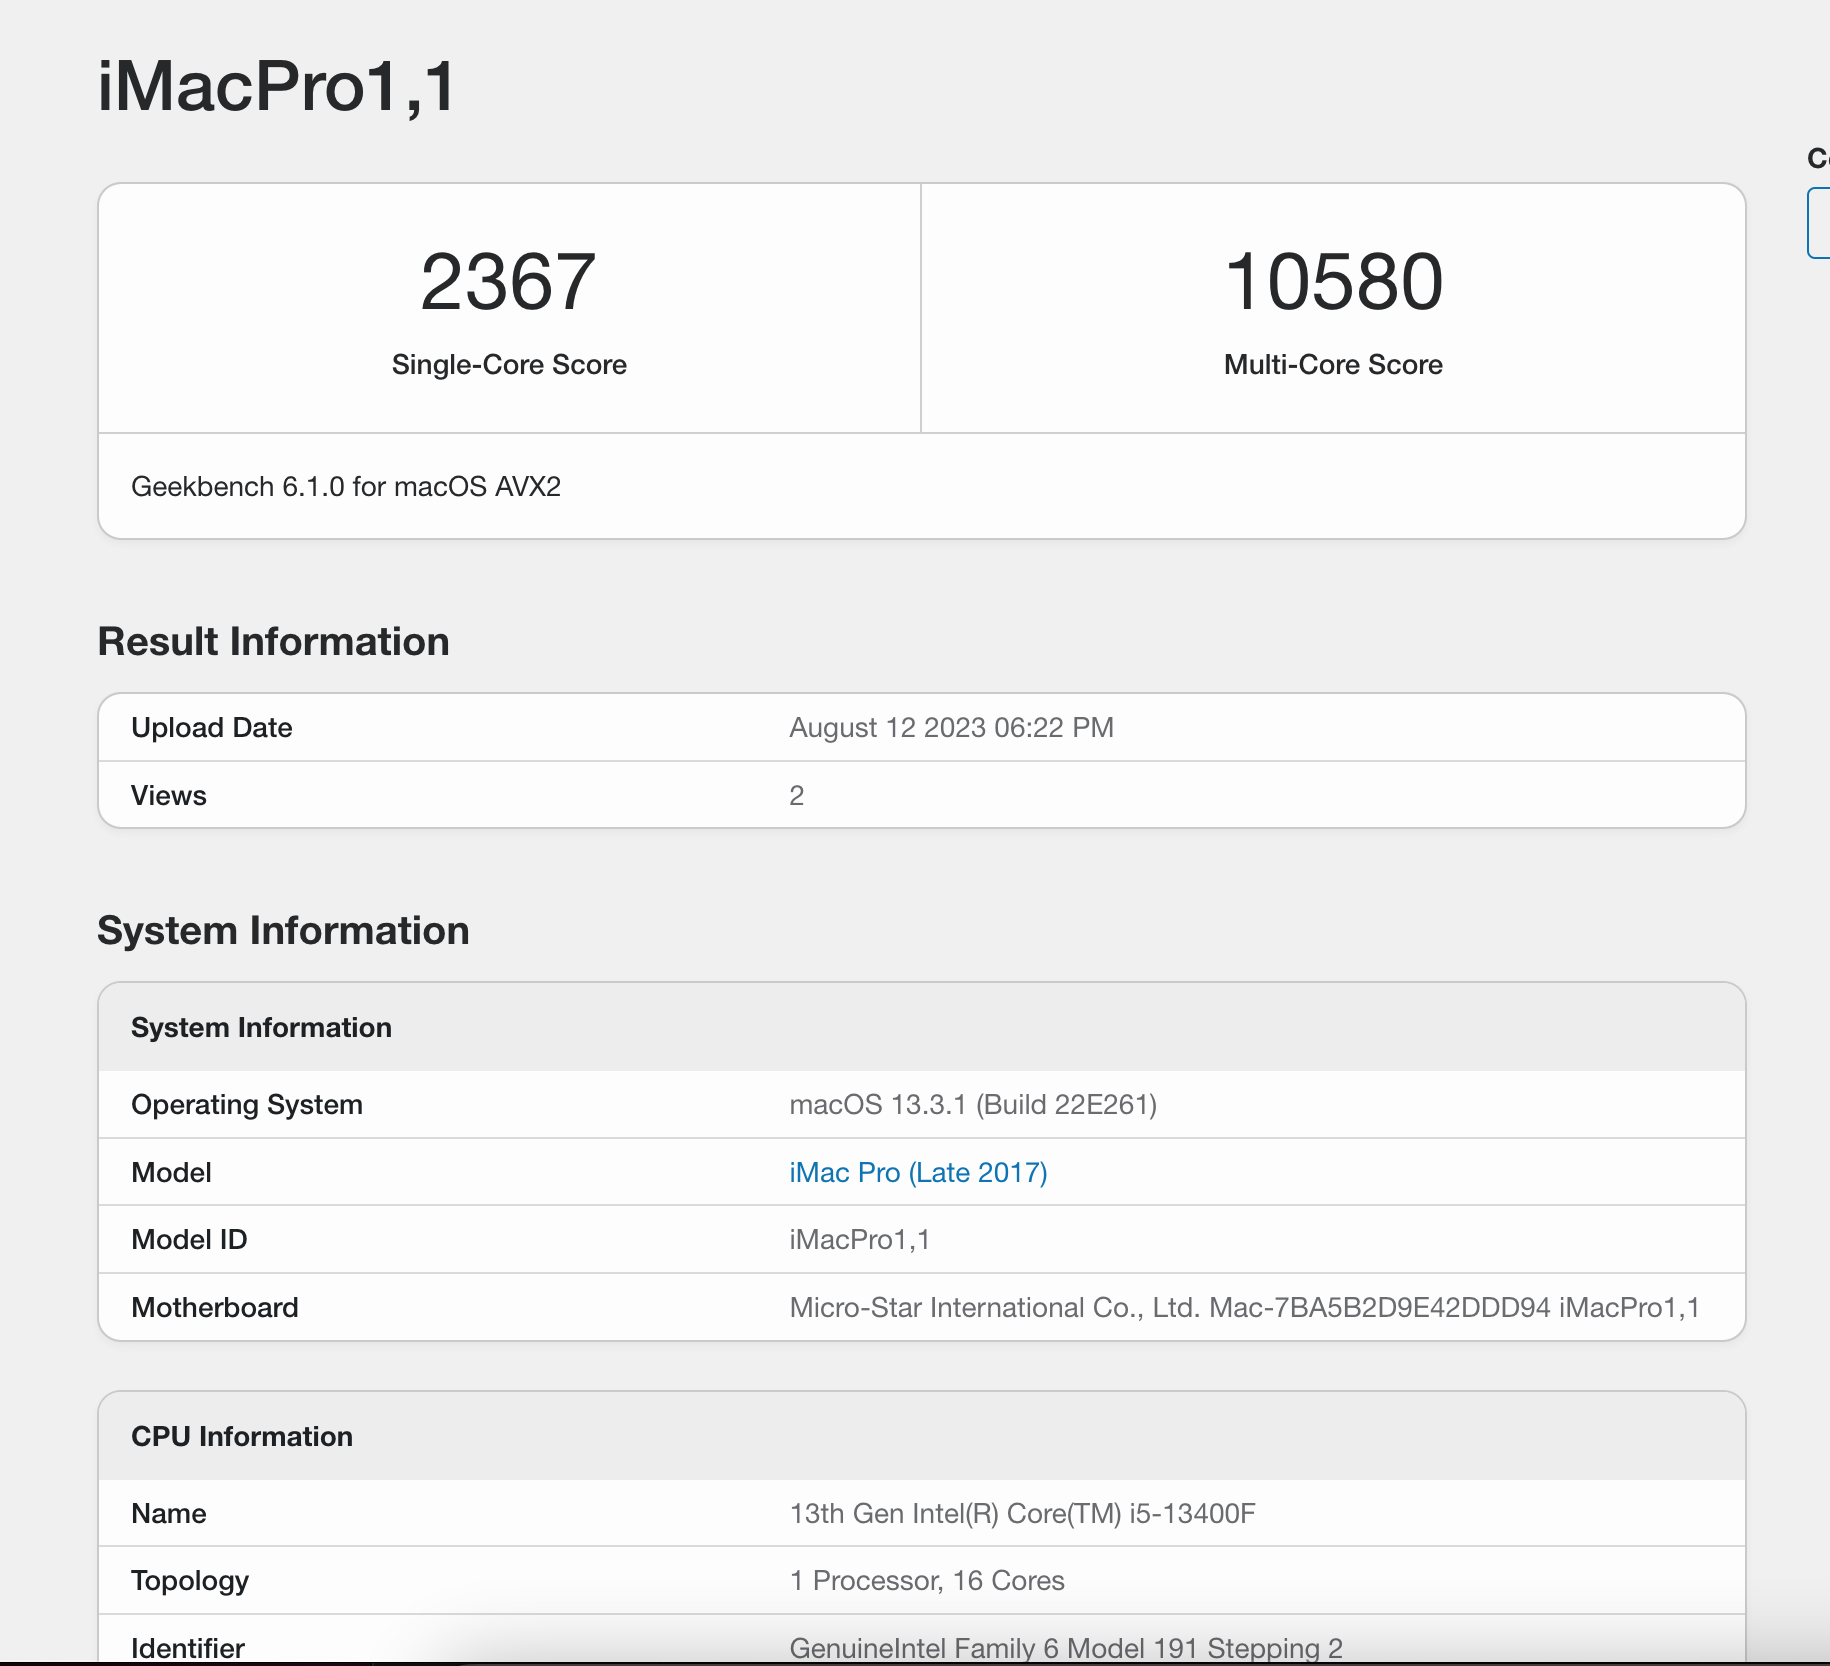 iMacPro1,1
2367
Single-Core Score
10580
Multi-Core Score
Geekbench 6.1.0 for macOS AVX2
Result Information
Upload Date August 12 2023 06:22 PM
Views 2
System Information
System Information
Operating System macOS 13.3.1 (Build 22E261)
Model iMac Pro (Late 2017)
Model ID iMacPro1,1
Motherboard Micro-Star International Co., Ltd. Mac-7BA5B2D9E42DDD94 iMacPro1,1
CPU Information
Name 13th Gen Intel(R) Core(TM) i5-13400F
Topology 1 Processor, 16 Cores
Identifier GenuineIntel Family 6 Model 191 Stepping 2